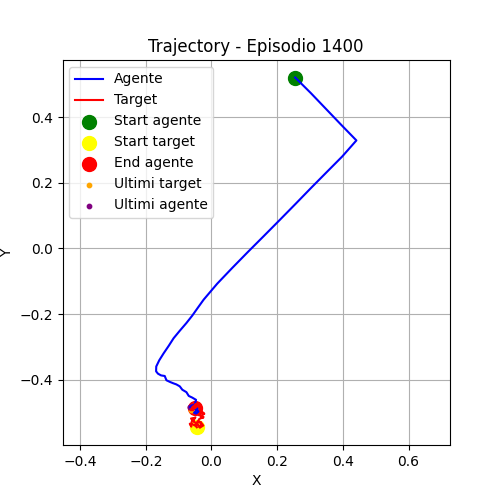 Trajectory - Episodio 1400
Agente
Target
Start agente
Start target
End agente
Ultimi target
Ultimi agente
Y
0.4
0.2
0.0
−0.2
−0.4
−0.4
−0.2
0.0
0.2
0.4
0.6
X